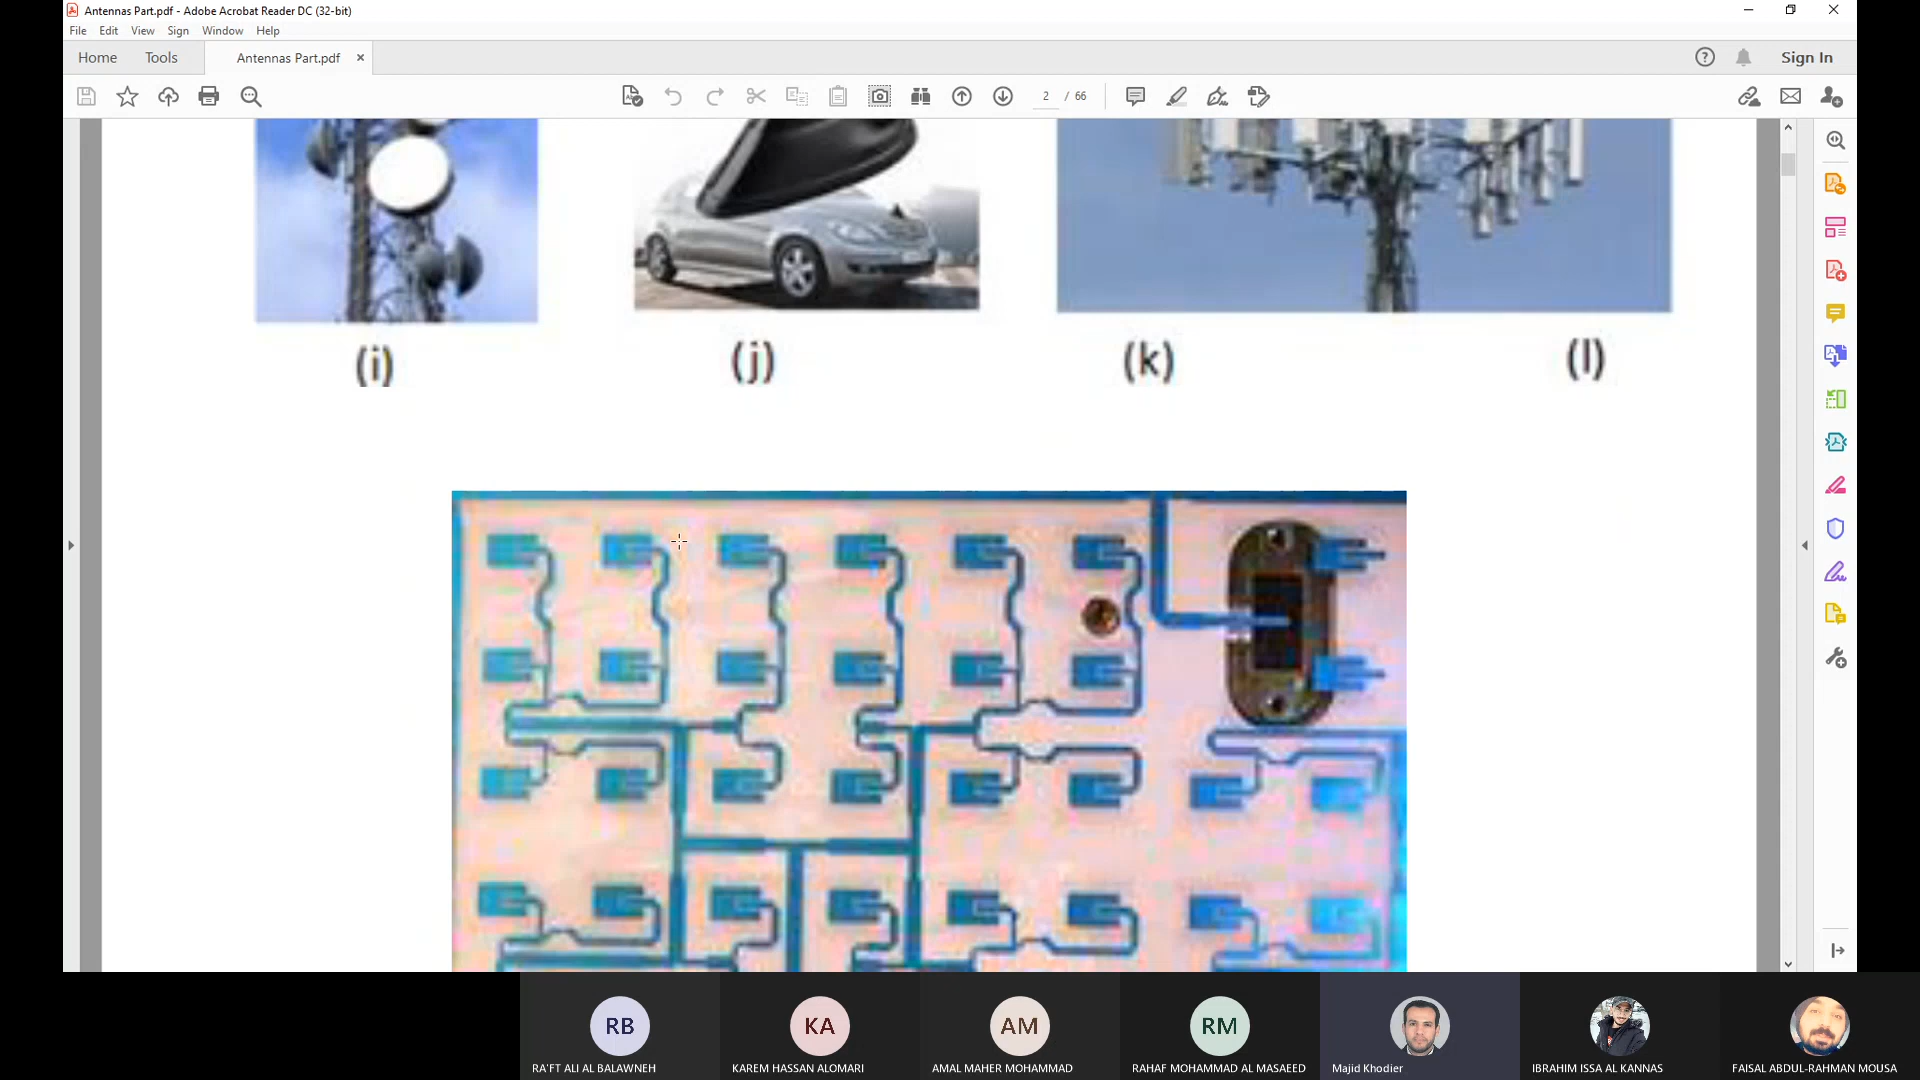 Antennas Part.pdf - Adobe Acrobat Reader DC (32-bit)
File Edit View Sign Window Help
Home Tools Antennas Part.pdf Sign In
2 / 66
(i) (j) (k) (l)
RB KA AM RM
RA'FT ALI AL BALAWNEH KAREM HASSAN ALOMARI AMAL MAHER MOHAMMAD RAHAF MOHAMMAD AL MASAEED Majid Khodier IBRAHIM ISSA AL KANNAS FAISAL ABDUL-RAHMAN MOUSA